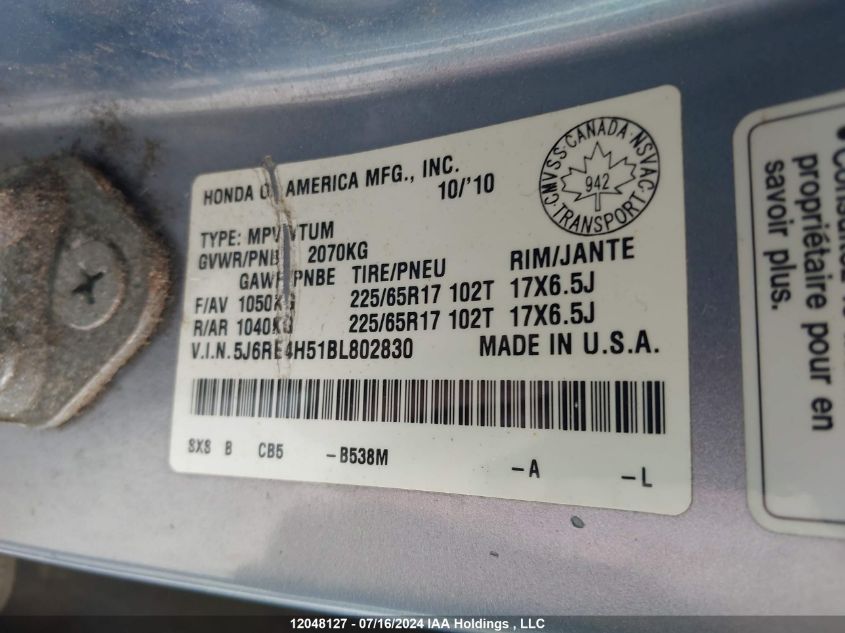 HONDA OF AMERICA MFG., INC.
10/'10
CMVSS·CANADA·NSVAC·TRANSPORT
942
TYPE: MPV/VTUM
GVWR/PNBV 2070KG
GAWR/PNBE TIRE/PNEU RIM/JANTE
F/AV 1050KG 225/65R17 102T 17X6.5J
R/AR 1040KG 225/65R17 102T 17X6.5J
V.I.N.5J6RE4H51BL802830 MADE IN U.S.A.
SXS B CB5 -B538M -A -L
propriétaire pour en
savoir plus.
12048127 - 07/16/2024 IAA Holdings , LLC